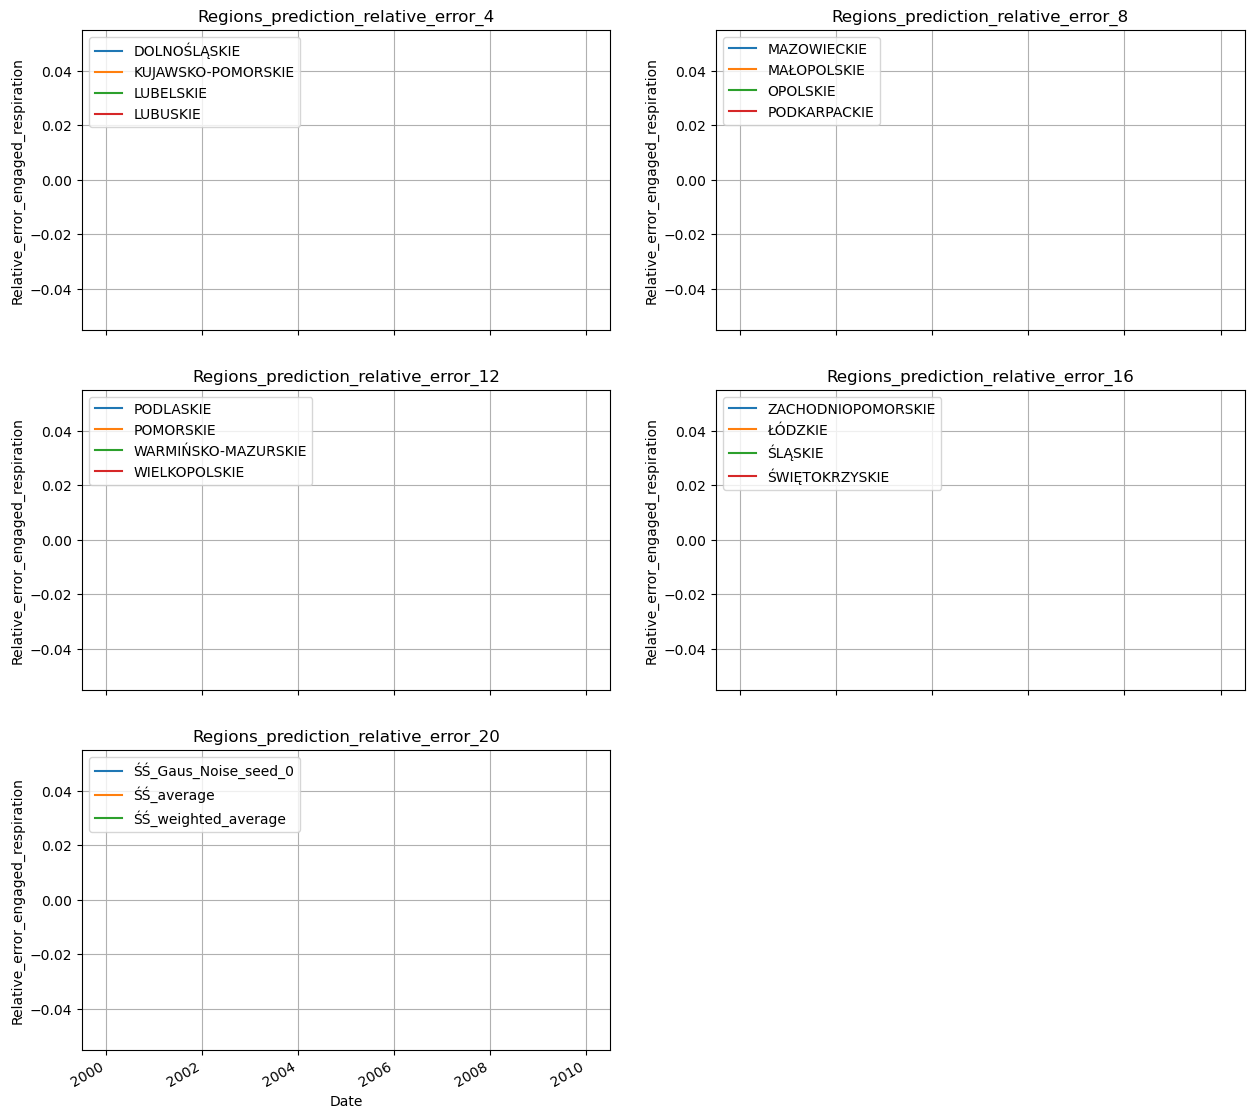 Regions_prediction_relative_error_4
DOLNOŚLĄSKIE
KUJAWSKO-POMORSKIE
LUBELSKIE
LUBUSKIE
0.04
0.02
0.00
−0.02
−0.04
Relative_error_engaged_respiration
Regions_prediction_relative_error_8
MAZOWIECKIE
MAŁOPOLSKIE
OPOLSKIE
PODKARPACKIE
0.04
0.02
0.00
−0.02
−0.04
Relative_error_engaged_respiration
Regions_prediction_relative_error_12
PODLASKIE
POMORSKIE
WARMIŃSKO-MAZURSKIE
WIELKOPOLSKIE
0.04
0.02
0.00
−0.02
−0.04
Relative_error_engaged_respiration
Regions_prediction_relative_error_16
ZACHODNIOPOMORSKIE
ŁÓDZKIE
ŚLĄSKIE
ŚWIĘTOKRZYSKIE
0.04
0.02
0.00
−0.02
−0.04
Relative_error_engaged_respiration
Regions_prediction_relative_error_20
ŚŚ_Gaus_Noise_seed_0
ŚŚ_average
ŚŚ_weighted_average
0.04
0.02
0.00
−0.02
−0.04
Relative_error_engaged_respiration
2000 2002 2004 2006 2008 2010
Date